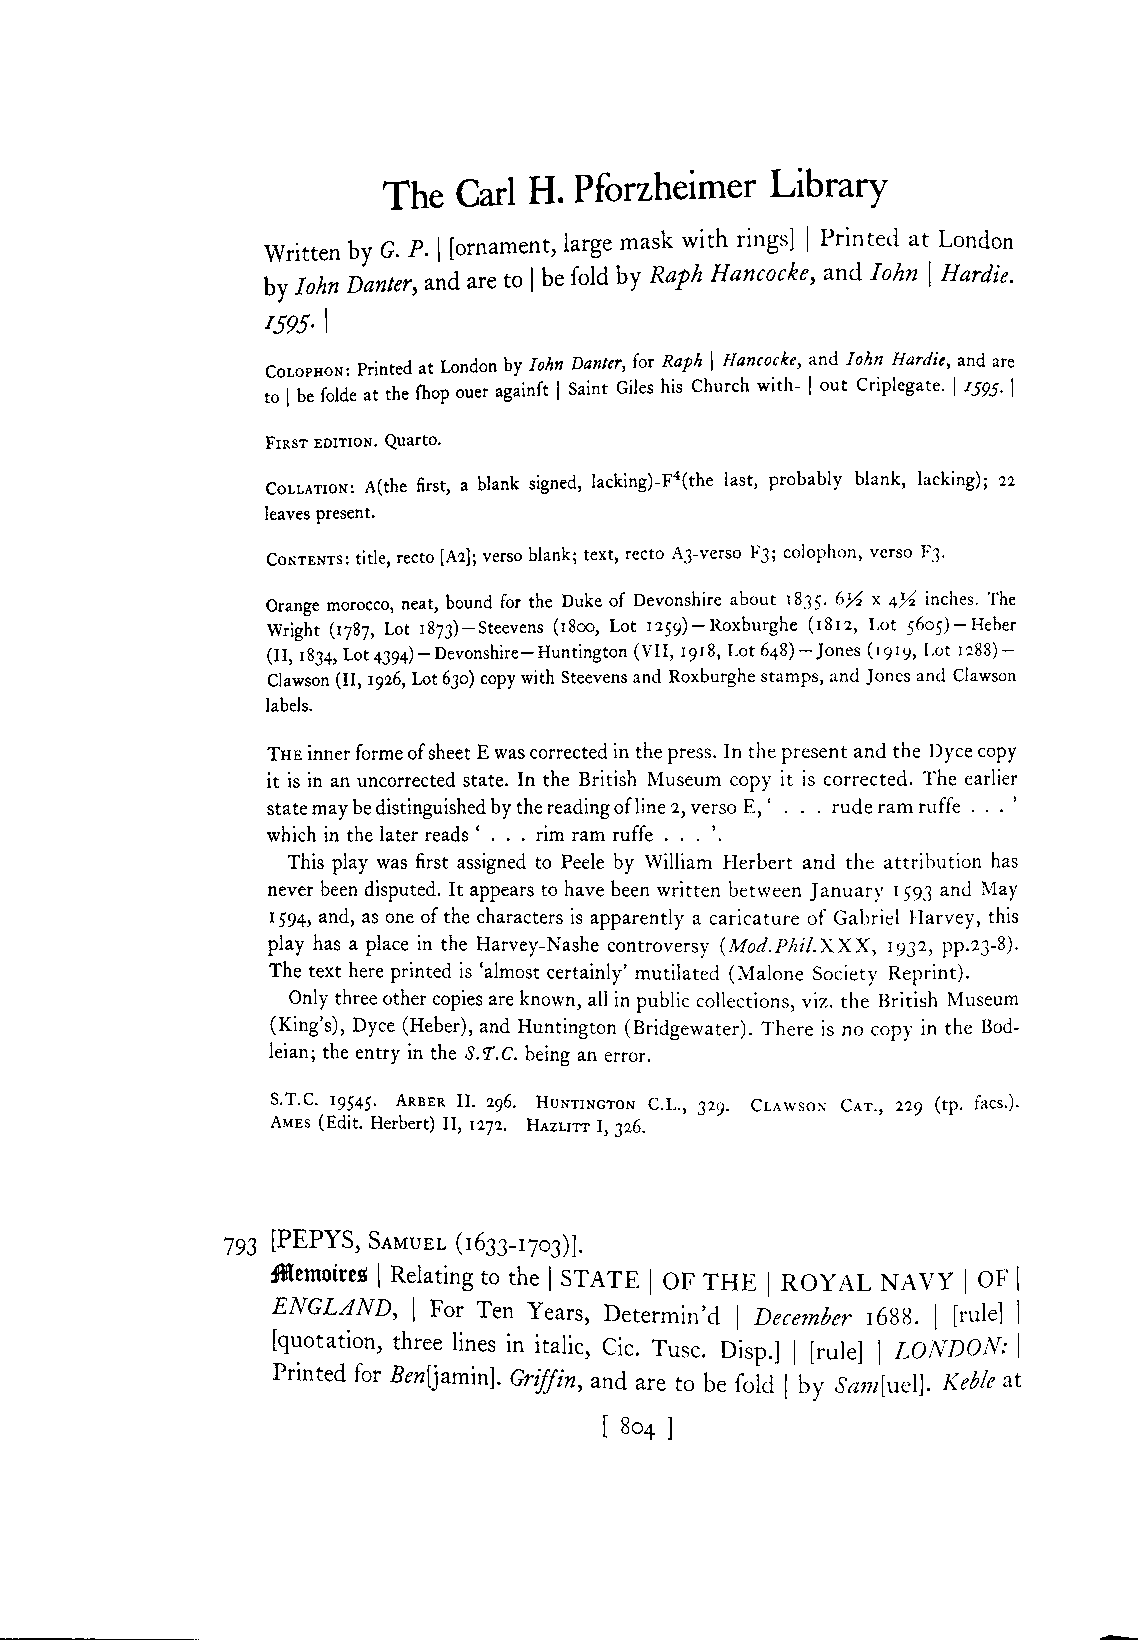 The Carl H. Pforzheimer Library
Written by G. P. | [ornament, large mask with rings] | Printed at London
by Iohn Danter, and are to | be ſold by Raph Hancocke, and Iohn | Hardie.
1595. |
COLOPHON: Printed at London by Iohn Danter, for Raph | Hancocke, and Iohn Hardie, and are
to | be ſolde at the ſhop ouer againſt | Saint Giles his Church with- | out Criplegate. | 1595. |
FIRST EDITION. Quarto.
COLLATION: A(the first, a blank signed, lacking)-F⁴(the last, probably blank, lacking); 22
leaves present.
CONTENTS: title, recto [A2]; verso blank; text, recto A3-verso F3; colophon, verso F3.
Orange morocco, neat, bound for the Duke of Devonshire about 1835. 6½ x 4½ inches. The
Wright (1787, Lot 1873)—Steevens (1800, Lot 1259)—Roxburghe (1812, Lot 5605)—Heber
(II, 1834, Lot 4394)—Devonshire—Huntington (VII, 1918, Lot 648)—Jones (1919, Lot 1288)—
Clawson (II, 1926, Lot 630) copy with Steevens and Roxburghe stamps, and Jones and Clawson
labels.
THE inner forme of sheet E was corrected in the press. In the present and the Dyce copy
it is in an uncorrected state. In the British Museum copy it is corrected. The earlier
state may be distinguished by the reading of line 2, verso E, ‘ . . . rude ram ruffe . . . ’
which in the later reads ‘ . . . rim ram ruffe . . . ’.
This play was first assigned to Peele by William Herbert and the attribution has
never been disputed. It appears to have been written between January 1593 and May
1594, and, as one of the characters is apparently a caricature of Gabriel Harvey, this
play has a place in the Harvey-Nashe controversy (Mod.Phil.XXX, 1932, pp.23-8).
The text here printed is ‘almost certainly’ mutilated (Malone Society Reprint).
Only three other copies are known, all in public collections, viz. the British Museum
(King’s), Dyce (Heber), and Huntington (Bridgewater). There is no copy in the Bod-
leian; the entry in the S.T.C. being an error.
S.T.C. 19545. ARBER II. 296. HUNTINGTON C.L., 329. CLAWSON CAT., 229 (tp. facs.).
AMES (Edit. Herbert) II, 1272. HAZLITT I, 326.
793 [PEPYS, SAMUEL (1633-1703)].
Memoires | Relating to the | STATE | OF THE | ROYAL NAVY | OF |
ENGLAND, | For Ten Years, Determin’d | December 1688. | [rule] |
[quotation, three lines in italic, Cic. Tusc. Disp.] | [rule] | LONDON: |
Printed for Ben[jamin]. Griffin, and are to be ſold | by Sam[uel]. Keble at
[ 804 ]